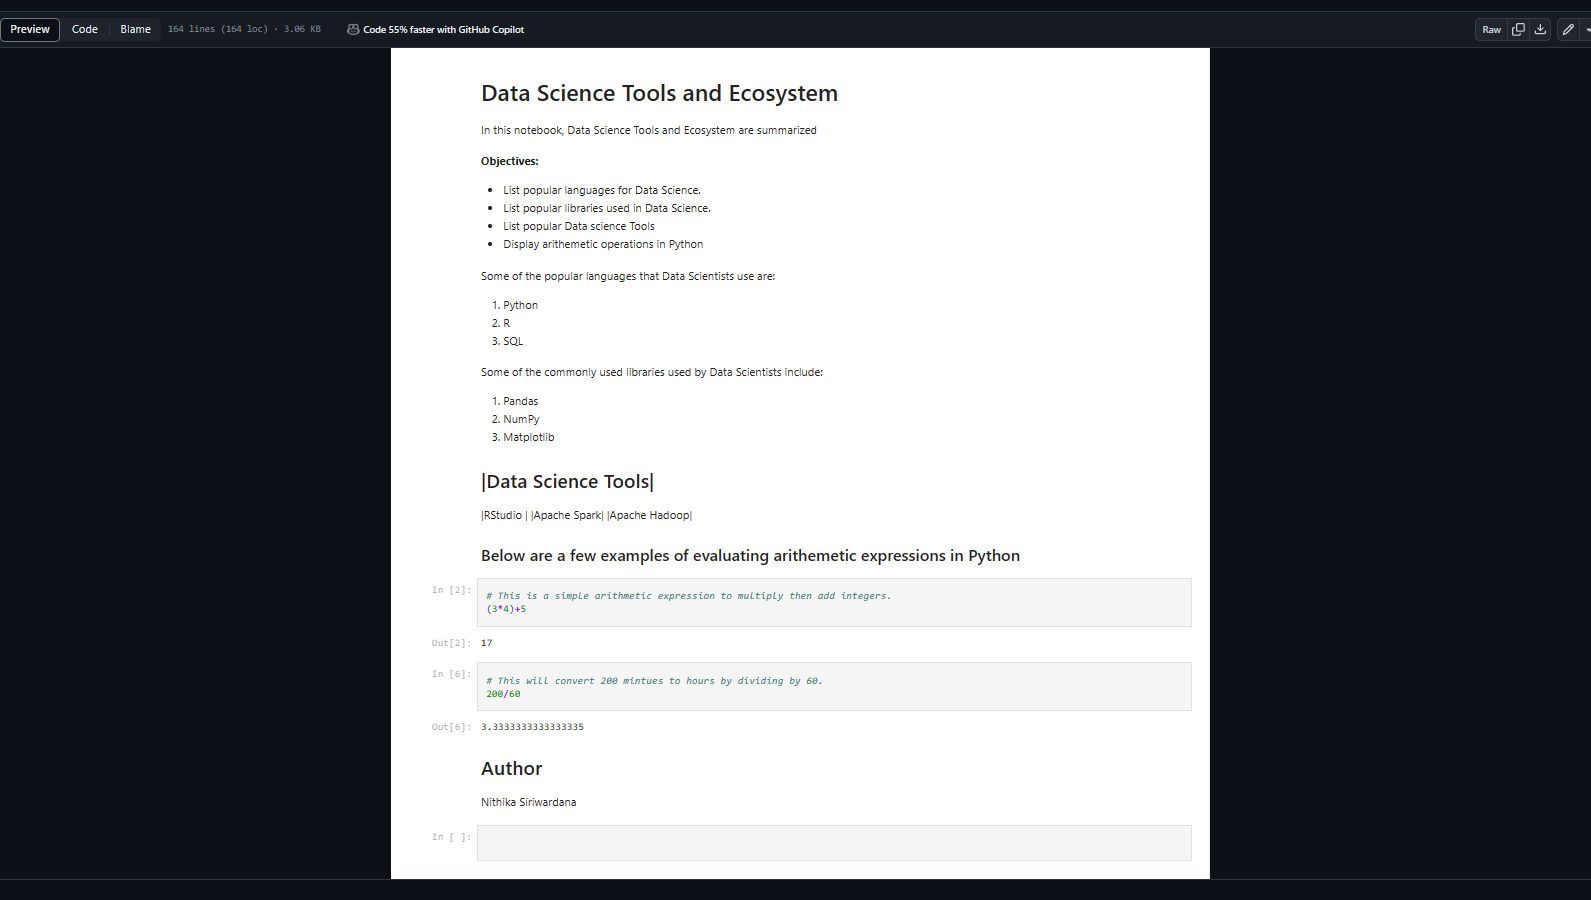 Preview Code Blame 164 lines (164 loc) · 3.06 KB Code 55% faster with GitHub Copilot Raw
Data Science Tools and Ecosystem
In this notebook, Data Science Tools and Ecosystem are summarized
Objectives:
• List popular languages for Data Science.
• List popular libraries used in Data Science.
• List popular Data science Tools
• Display arithemetic operations in Python
Some of the popular languages that Data Scientists use are:
1. Python
2. R
3. SQL
Some of the commonly used libraries used by Data Scientists include:
1. Pandas
2. NumPy
3. Matplotlib
|Data Science Tools|
|RStudio | |Apache Spark| |Apache Hadoop|
Below are a few examples of evaluating arithemetic expressions in Python
In [2]:
# This is a simple arithmetic expression to multiply then add integers.
(3*4)+5
Out[2]: 17
In [6]:
# This will convert 200 mintues to hours by dividing by 60.
200/60
Out[6]: 3.3333333333333335
Author
Nithika Siriwardana
In [ ]: